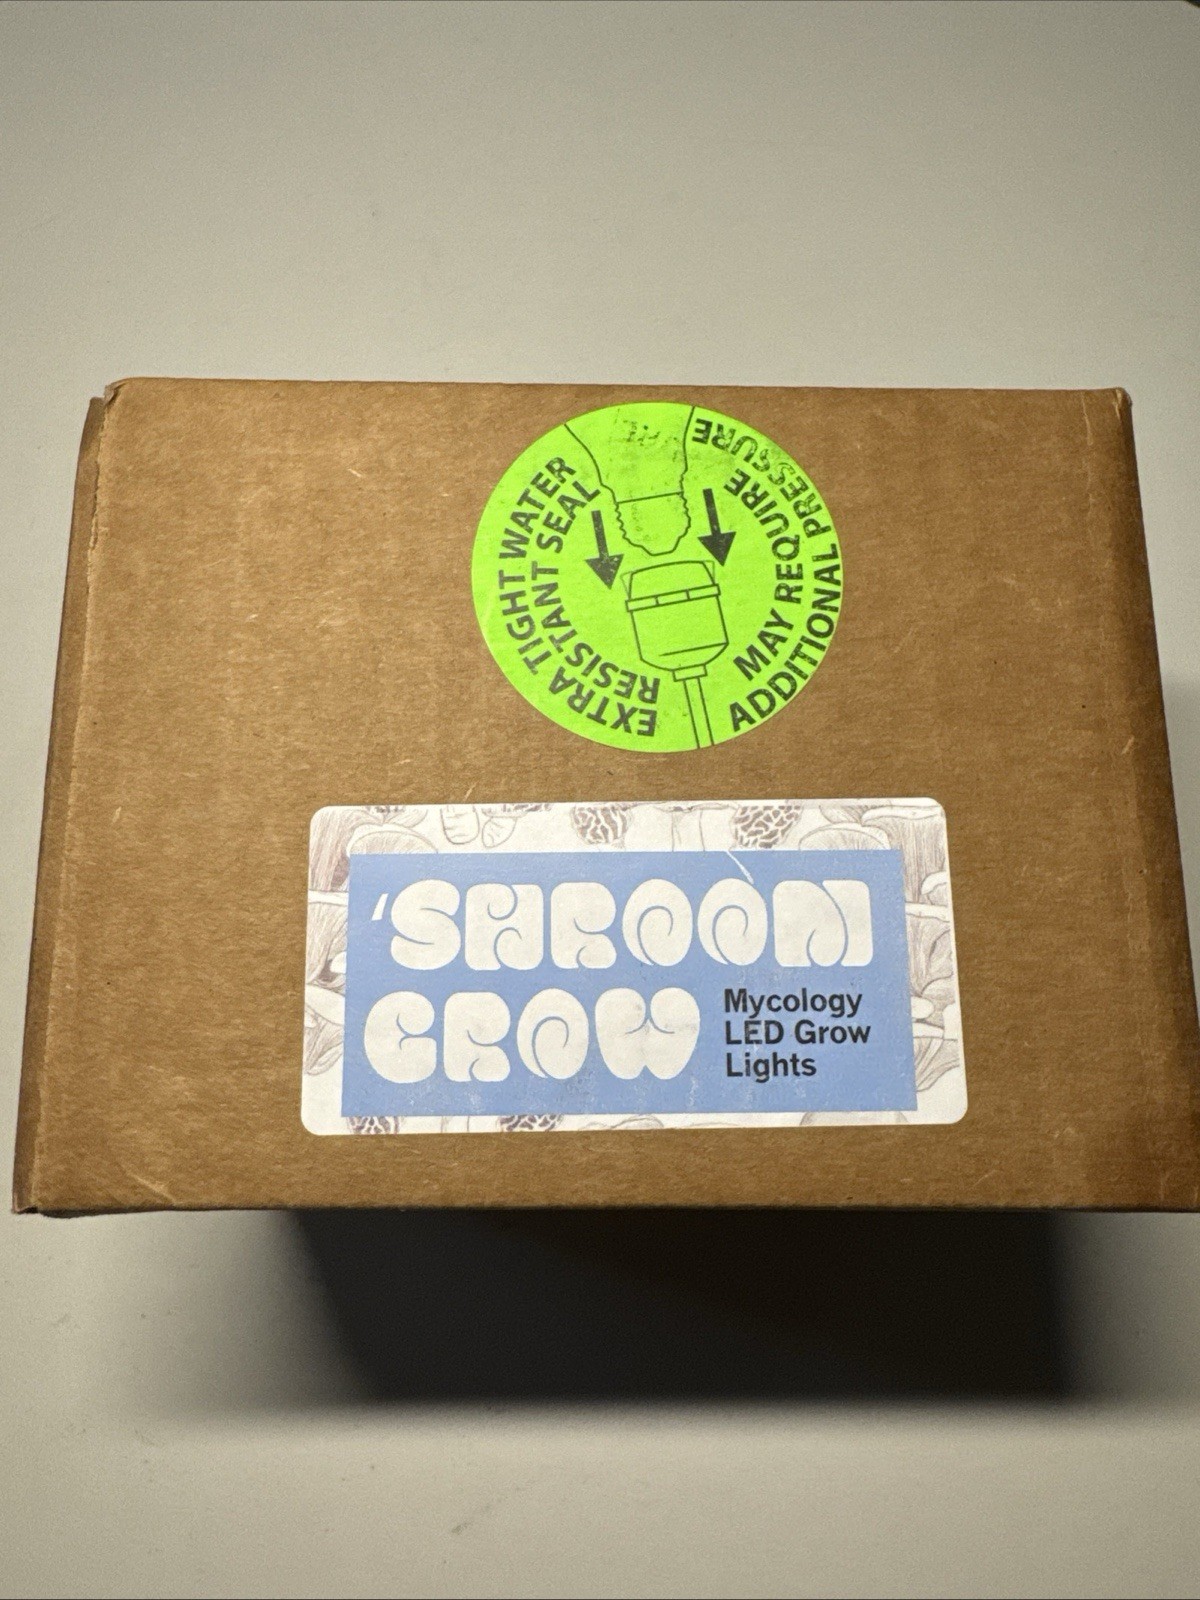 EXTRA TIGHT WATER
RESISTANT SEAL
MAY REQUIRE
ADDITIONAL PRESSURE
'SHROOM
GROW
Mycology
LED Grow
Lights